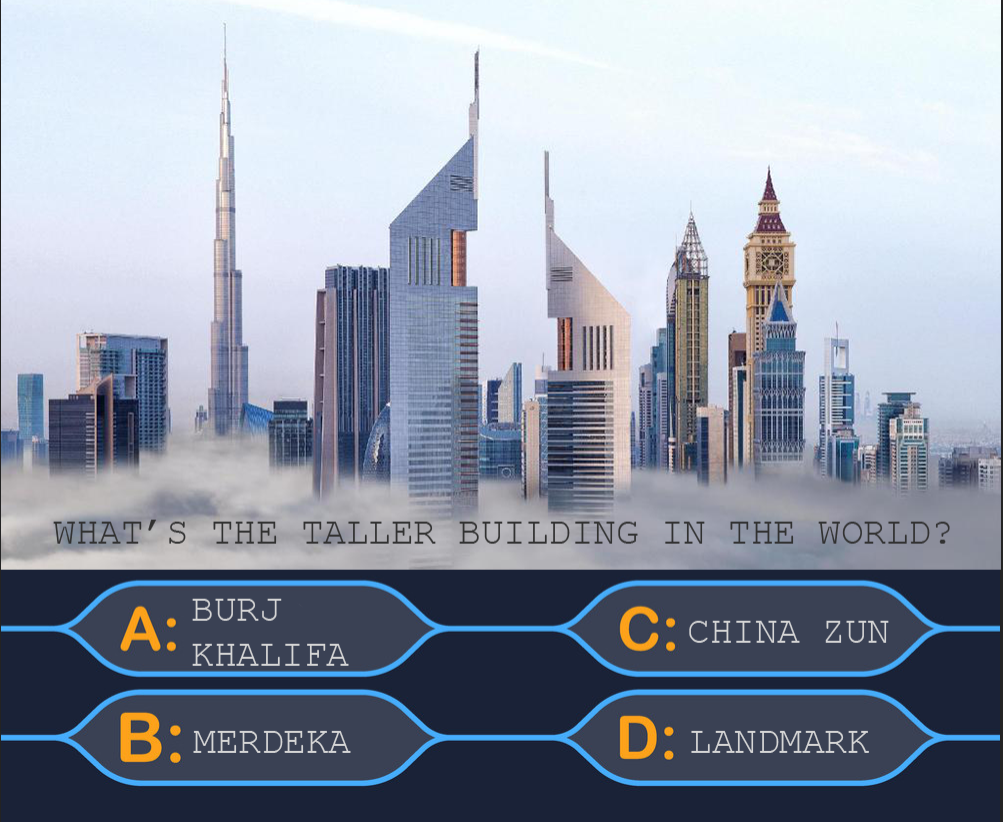 WHAT’S THE TALLER BUILDING IN THE WORLD?
A: BURJ
KHALIFA
C: CHINA ZUN
B: MERDEKA
D: LANDMARK